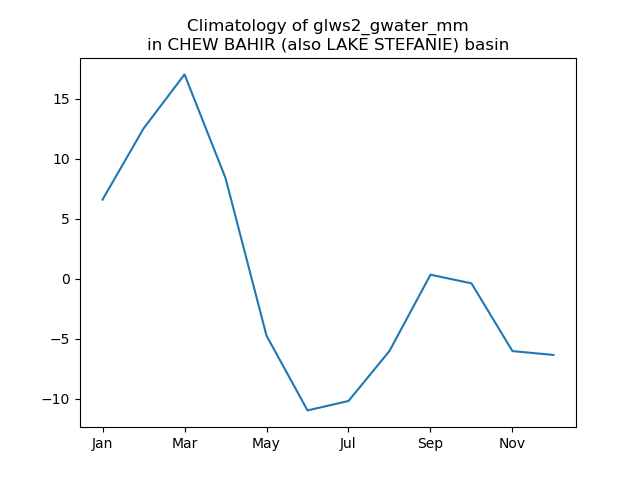 Climatology of glws2_gwater_mm
in CHEW BAHIR (also LAKE STEFANIE) basin
15
10
5
0
−5
−10
Jan Mar May Jul Sep Nov